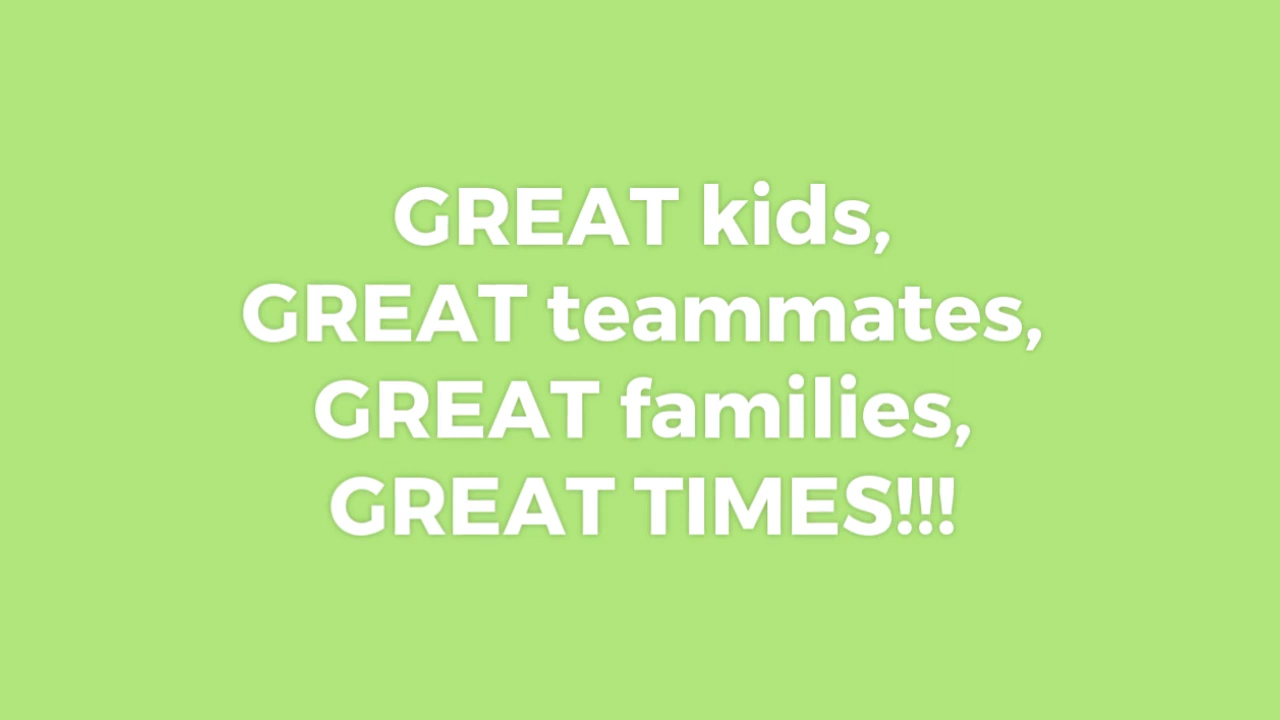 GREAT kids,
GREAT teammates,
GREAT families,
GREAT TIMES!!!